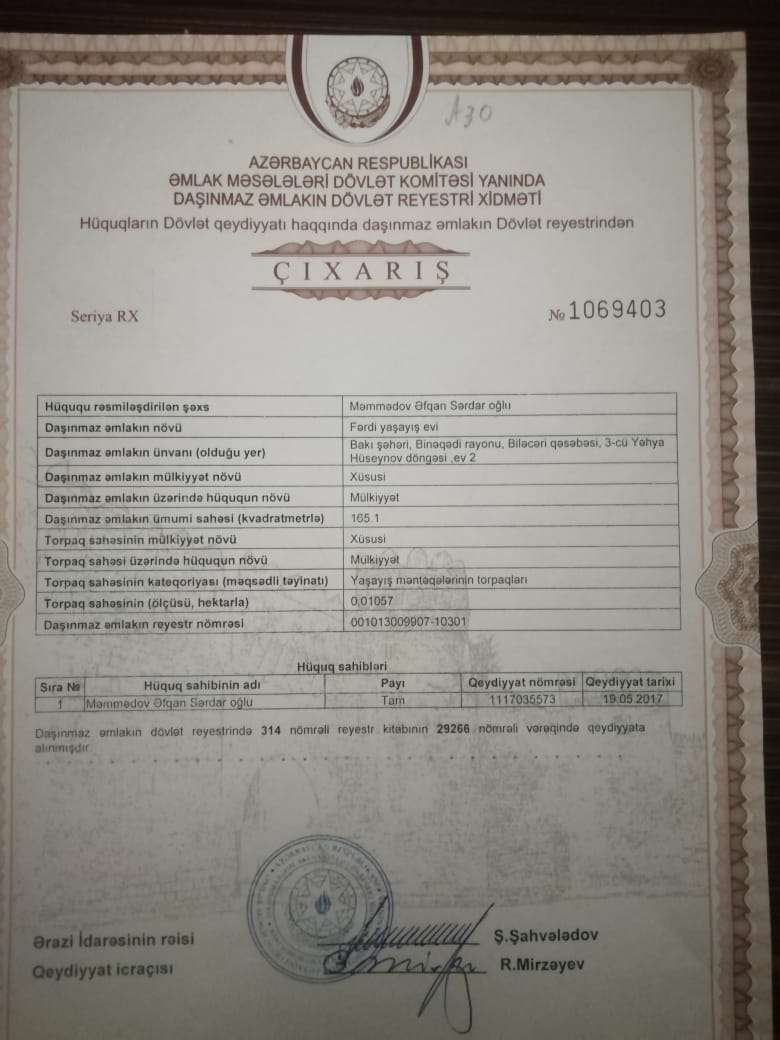 A30
AZƏRBAYCAN RESPUBLİKASI
ƏMLAK MƏSƏLƏLƏRİ DÖVLƏT KOMİTƏSİ YANINDA
DAŞINMAZ ƏMLAKIN DÖVLƏT REYESTRİ XİDMƏTİ
Hüquqların Dövlət qeydiyyatı haqqında daşınmaz əmlakın Dövlət reyestrindən
ÇIXARIŞ
Seriya RX № 1069403
Hüququ rəsmiləşdirilən şəxs Məmmədov Əfqan Sərdar oğlu
Daşınmaz əmlakın növü Fərdi yaşayış evi
Daşınmaz əmlakın ünvanı (olduğu yer) Bakı şəhəri, Binəqədi rayonu, Biləcəri qəsəbəsi, 3-cü Yəhya
Hüseynov döngəsi ,ev 2
Daşınmaz əmlakın mülkiyyət növü Xüsusi
Daşınmaz əmlakın üzərində hüququn növü Mülkiyyət
Daşınmaz əmlakın ümumi sahəsi (kvadratmetrlə) 165.1
Torpaq sahəsinin mülkiyyət növü Xüsusi
Torpaq sahəsi üzərində hüququn növü Mülkiyyət
Torpaq sahəsinin kateqoriyası (məqsədli təyinatı) Yaşayış məntəqələrinin torpaqları
Torpaq sahəsinin (ölçüsü, hektarla) 0,01057
Daşınmaz əmlakın reyestr nömrəsi 001013009907-10301
Hüquq sahibləri
Sıra № Hüquq sahibinin adı Payı Qeydiyyat nömrəsi Qeydiyyat tarixi
1 Məmmədov Əfqan Sərdar oğlu Tam 1117035573 19.05.2017
Daşınmaz əmlakın dövlət reyestrində 314 nömrəli reyestr kitabının 29266 nömrəli vərəqində qeydiyyata
alınmışdır
Ərazi İdarəsinin rəisi Ş.Şahvələdov
Qeydiyyat icraçısı R.Mirzəyev